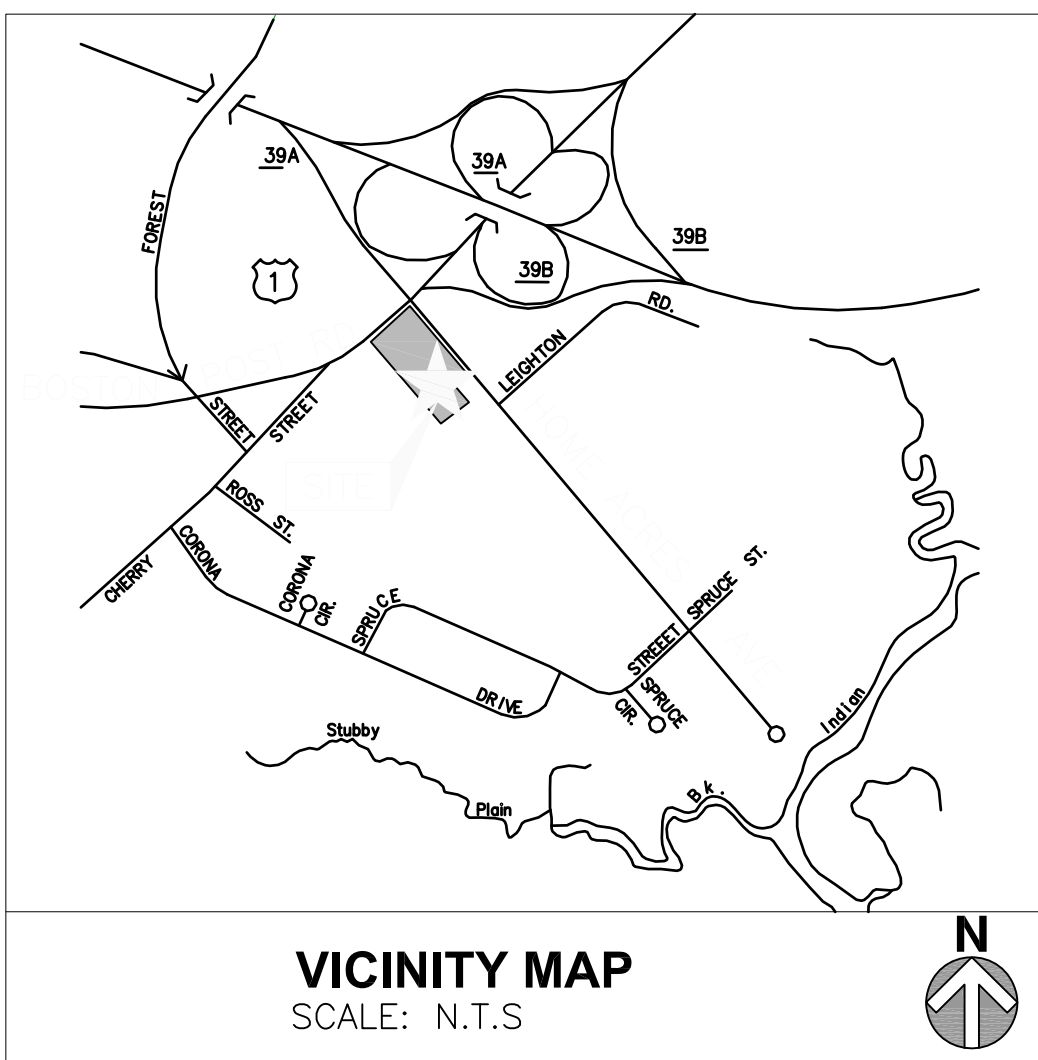 39A
39A
FOREST
39B
39B
1
RD.
BOSTON POST RD
LEIGHTON
STREET
STREET
HOME ACRES AVE
SITE
ROSS ST.
CORONA
CHERRY
CORONA CIR.
SPRUCE
SPRUCE ST.
STREEET
SPRUCE CIR.
DRIVE
Indian
Stubby
Plain
Bk.
VICINITY MAP
SCALE: N.T.S
N